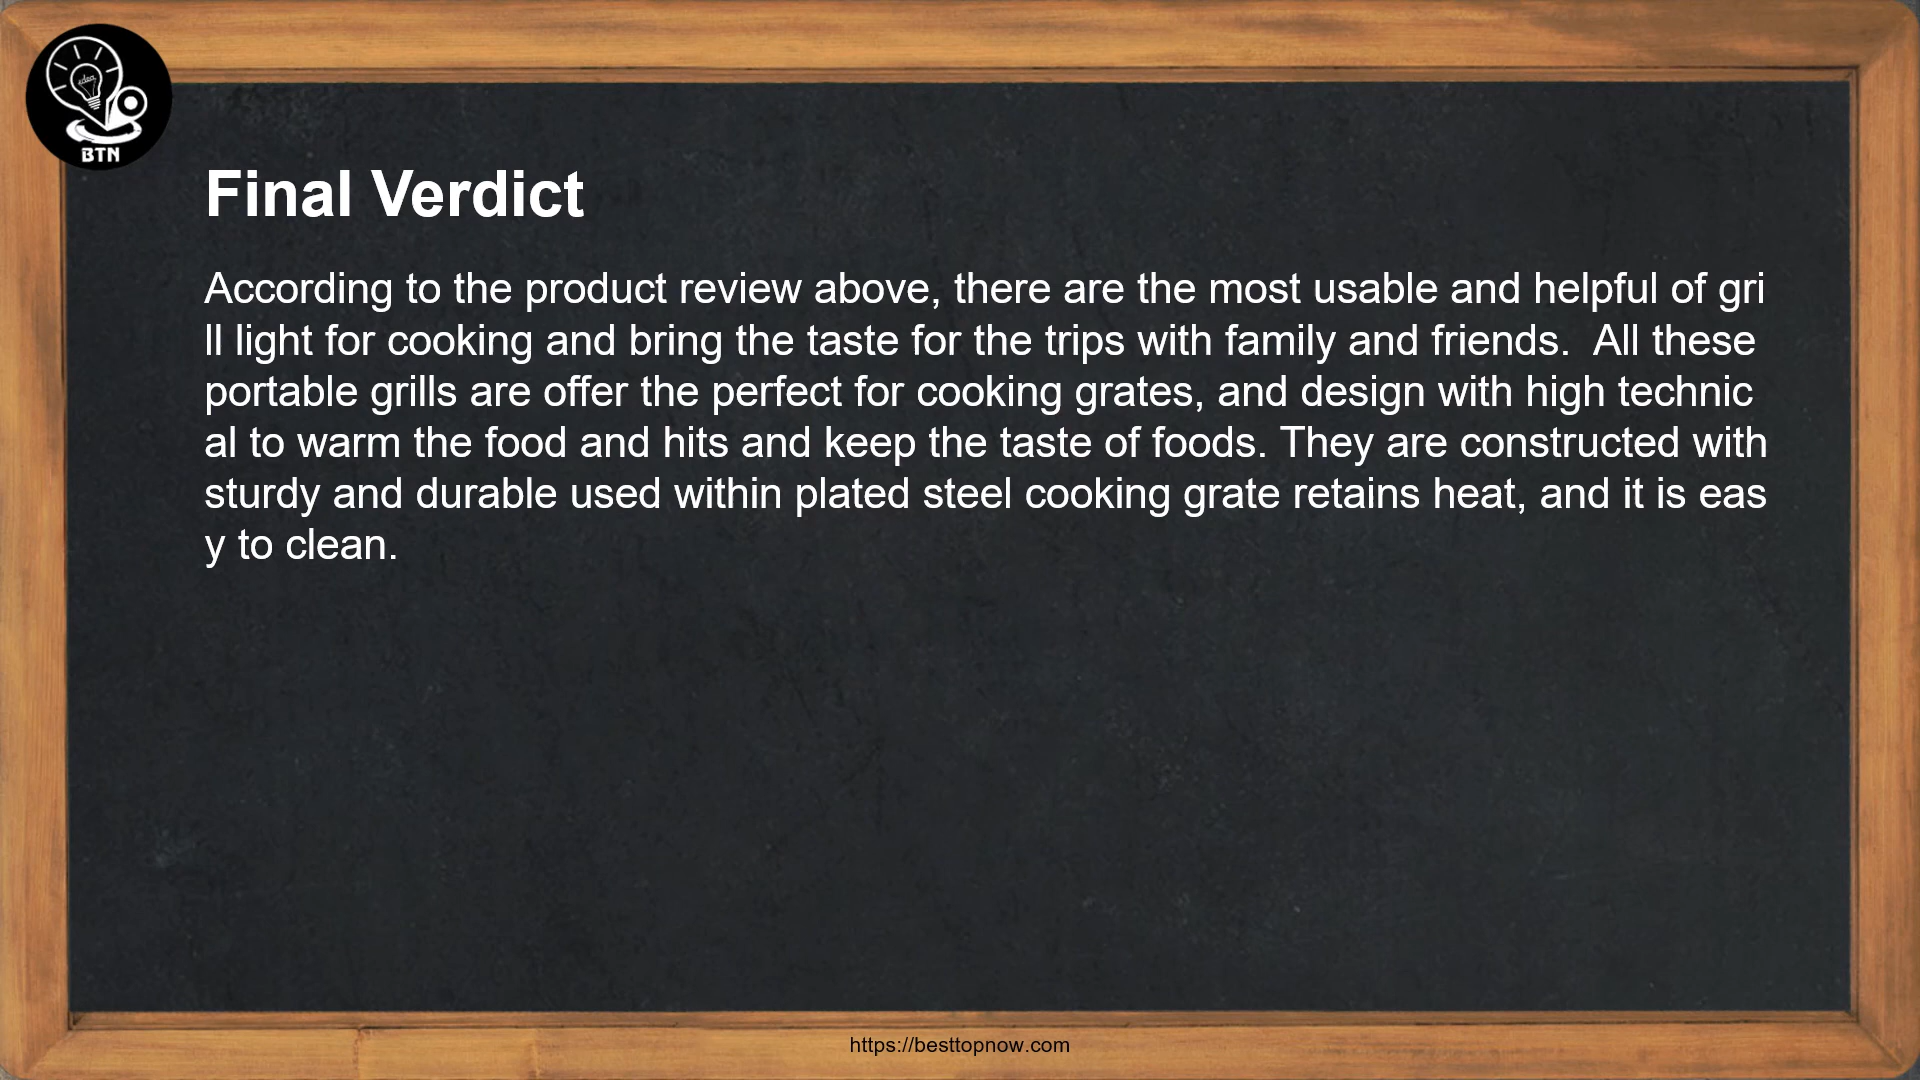 idea
BTN
Final Verdict
According to the product review above, there are the most usable and helpful of gri
ll light for cooking and bring the taste for the trips with family and friends.  All these
portable grills are offer the perfect for cooking grates, and design with high technic
al to warm the food and hits and keep the taste of foods. They are constructed with
sturdy and durable used within plated steel cooking grate retains heat, and it is eas
y to clean.
https://besttopnow.com